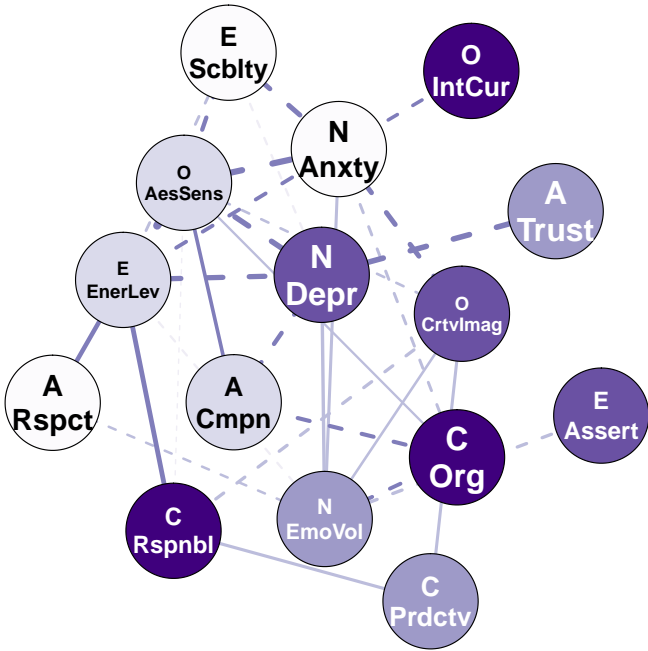 E
Scblty
O
IntCur
N
Anxty
O
AesSens
A
Trust
N
Depr
E
EnerLev
O
CrtvImag
A
Rspct
A
Cmpn
E
Assert
C
Org
N
EmoVol
C
Rspnbl
C
Prdctv